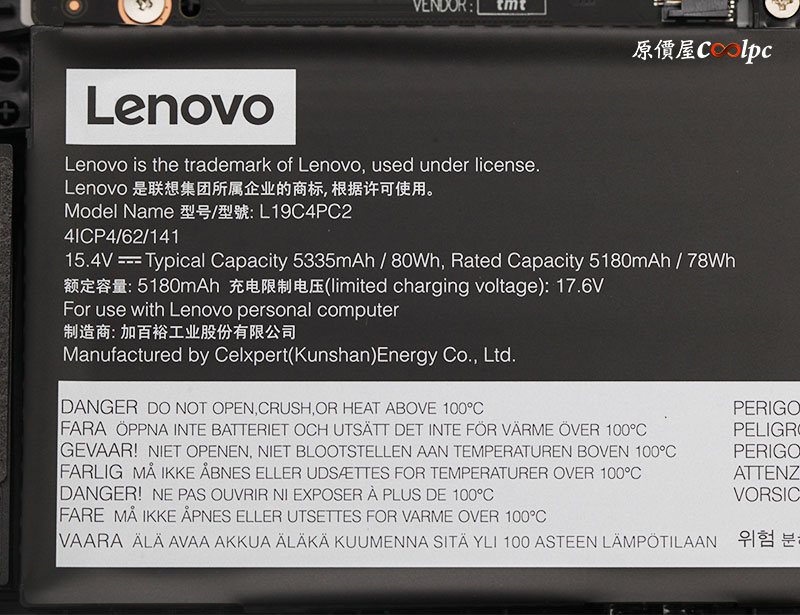 VENDOR: tmt
原價屋Coolpc
Lenovo
Lenovo is the trademark of Lenovo, used under license.
Lenovo 是联想集团所属企业的商标, 根据许可使用。
Model Name 型号/型號: L19C4PC2
4ICP4/62/141
15.4V ⎓ Typical Capacity 5335mAh / 80Wh, Rated Capacity 5180mAh / 78Wh
额定容量: 5180mAh 充电限制电压(limited charging voltage): 17.6V
For use with Lenovo personal computer
制造商: 加百裕工业股份有限公司
Manufactured by Celxpert(Kunshan)Energy Co., Ltd.
DANGER DO NOT OPEN,CRUSH,OR HEAT ABOVE 100°C
FARA ÖPPNA INTE BATTERIET OCH UTSÄTT DET INTE FÖR VÄRME ÖVER 100°C
GEVAAR! NIET OPENEN, NIET BLOOTSTELLEN AAN TEMPERATUREN BOVEN 100°C
FARLIG MÅ IKKE ÅBNES ELLER UDSÆTTES FOR TEMPERATURER OVER 100°C
DANGER! NE PAS OUVRIR NI EXPOSER À PLUS DE 100°C
FARE MÅ IKKE ÅPNES ELLER UTSETTES FOR VARME OVER 100°C
VAARA ÄLÄ AVAA AKKUA ÄLÄKÄ KUUMENNA SITÄ YLI 100 ASTEEN LÄMPÖTILAAN
PERIGO
PELIGRO
PERIGO
ATTENZ
VORSIC
위험 분